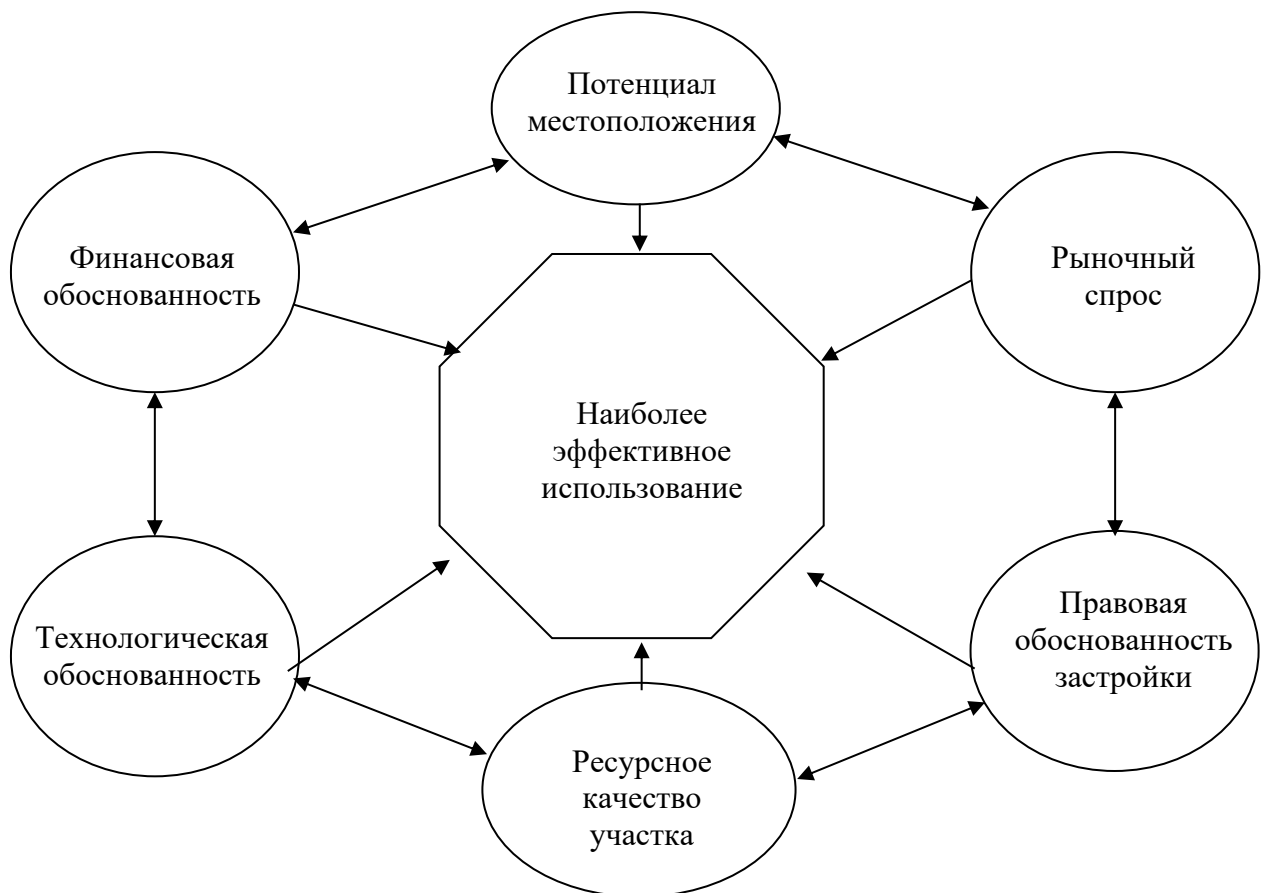 Потенциал
местоположения
Финансовая
обоснованность
Рыночный
спрос
Наиболее
эффективное
использование
Технологическая
обоснованность
Правовая
обоснованность
застройки
Ресурсное
качество
участка